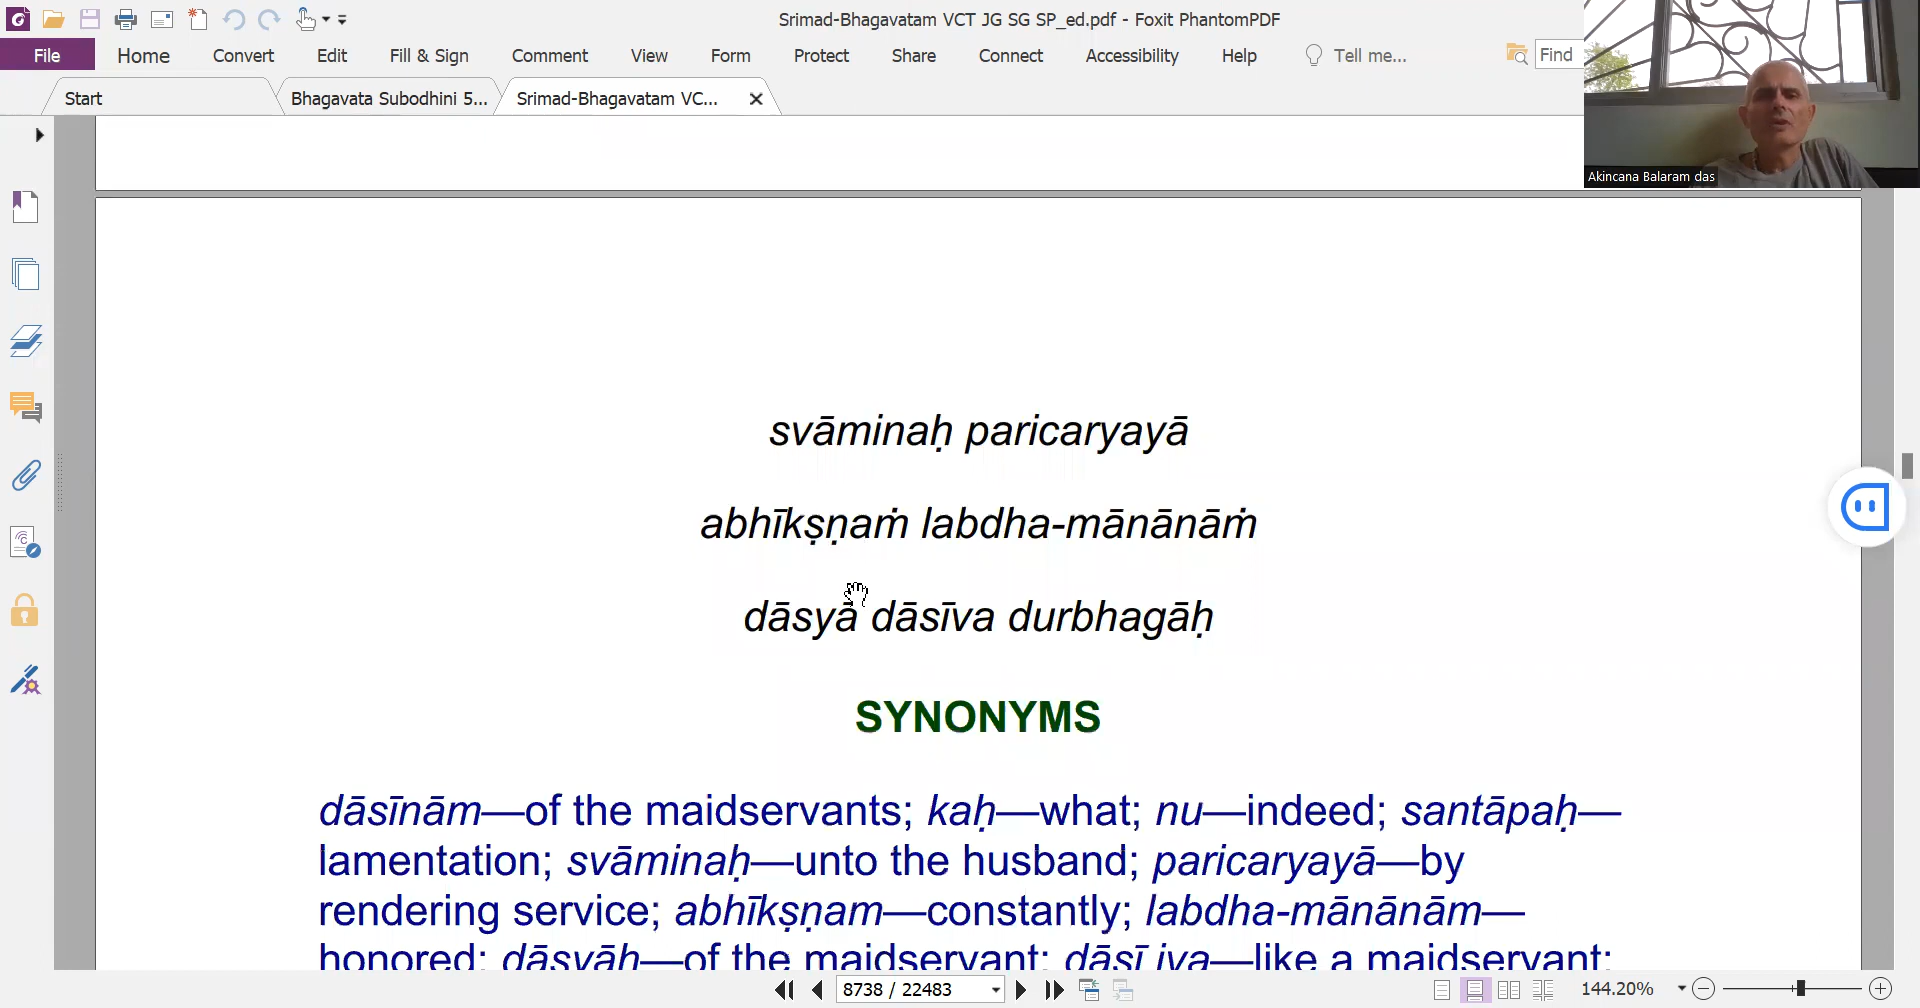 Srimad-Bhagavatam VCT JG SG SP_ed.pdf - Foxit PhantomPDF
File Home Convert Edit Fill & Sign Comment View Form Protect Share Connect Accessibility Help Tell me... Find
Start Bhagavata Subodhini 5... Srimad-Bhagavatam VC...
Akincana Balaram das
svāminaḥ paricaryayā
abhīkṣṇaṁ labdha-mānānāṁ
dāsyā dāsīva durbhagāḥ
SYNONYMS
dāsīnām—of the maidservants; kaḥ—what; nu—indeed; santāpaḥ—
lamentation; svāminaḥ—unto the husband; paricaryayā—by
rendering service; abhīkṣṇam—constantly; labdha-mānānām—
honored; dāsyāḥ—of the maidservant; dāsī iva—like a maidservant;
8738 / 22483
144.20%